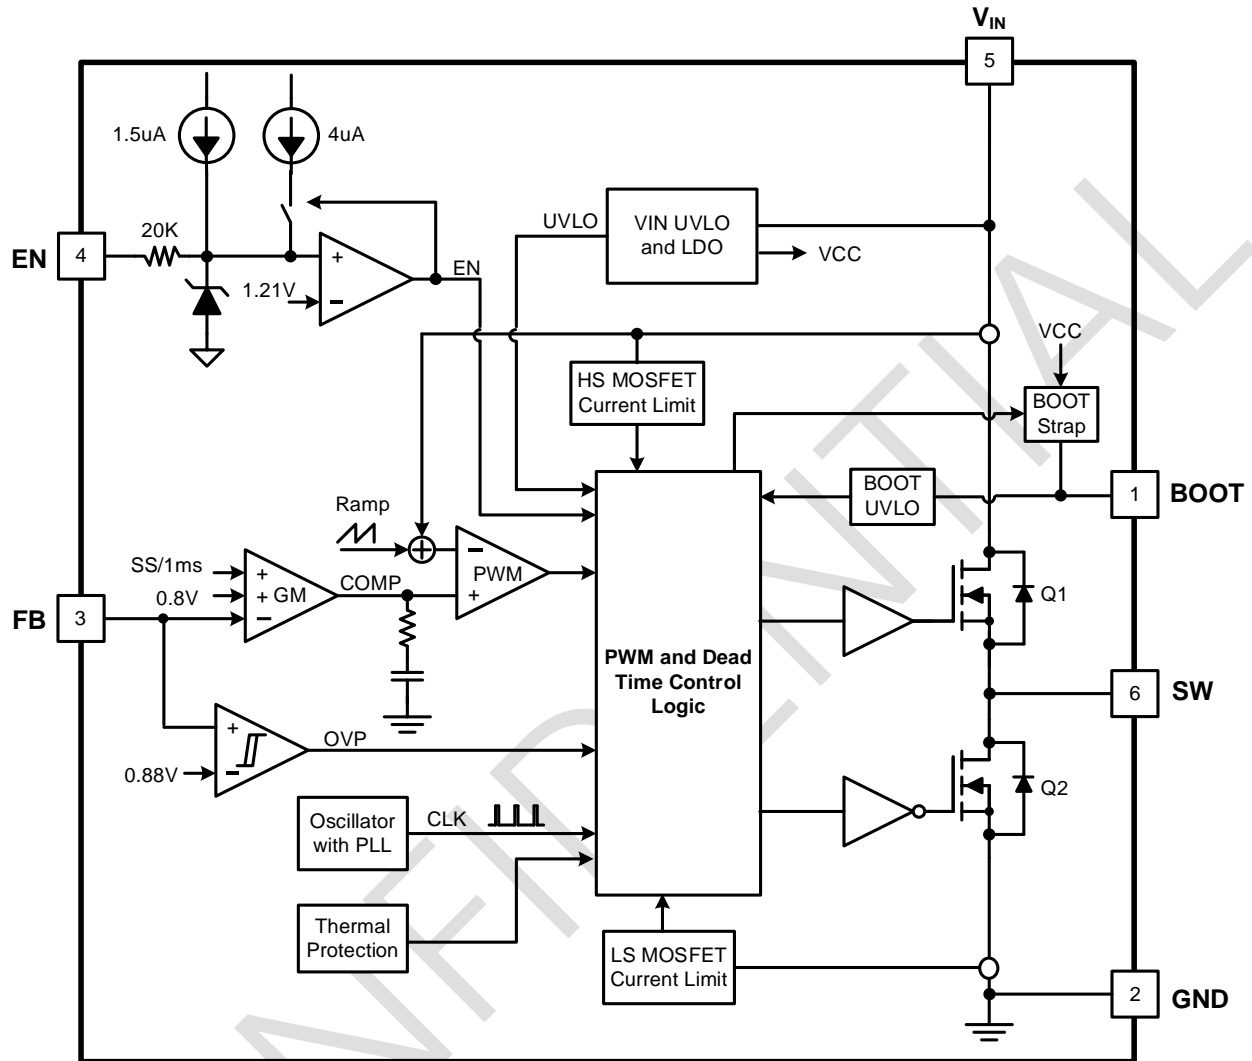 VIN
5
1.5uA
4uA
UVLO
VIN UVLO
and LDO
VCC
20K
EN
4
+
EN
1.21V
−
VCC
HS MOSFET
Current Limit
BOOT
Strap
BOOT
UVLO
1
BOOT
Ramp
+
−
PWM
+
SS/1ms
+
COMP
0.8V
+
GM
−
FB
3
Q1
PWM and Dead
Time Control
Logic
6
SW
+
OVP
0.88V
−
Q2
Oscillator
with PLL
CLK
Thermal
Protection
LS MOSFET
Current Limit
2
GND
NFIDENTIAL